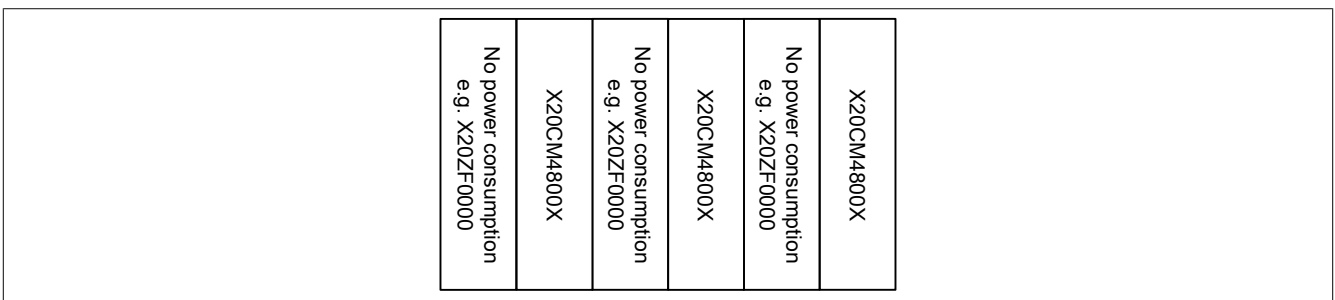 No power consumption
e.g. X20ZF0000
X20CM4800X
No power consumption
e.g. X20ZF0000
X20CM4800X
No power consumption
e.g. X20ZF0000
X20CM4800X